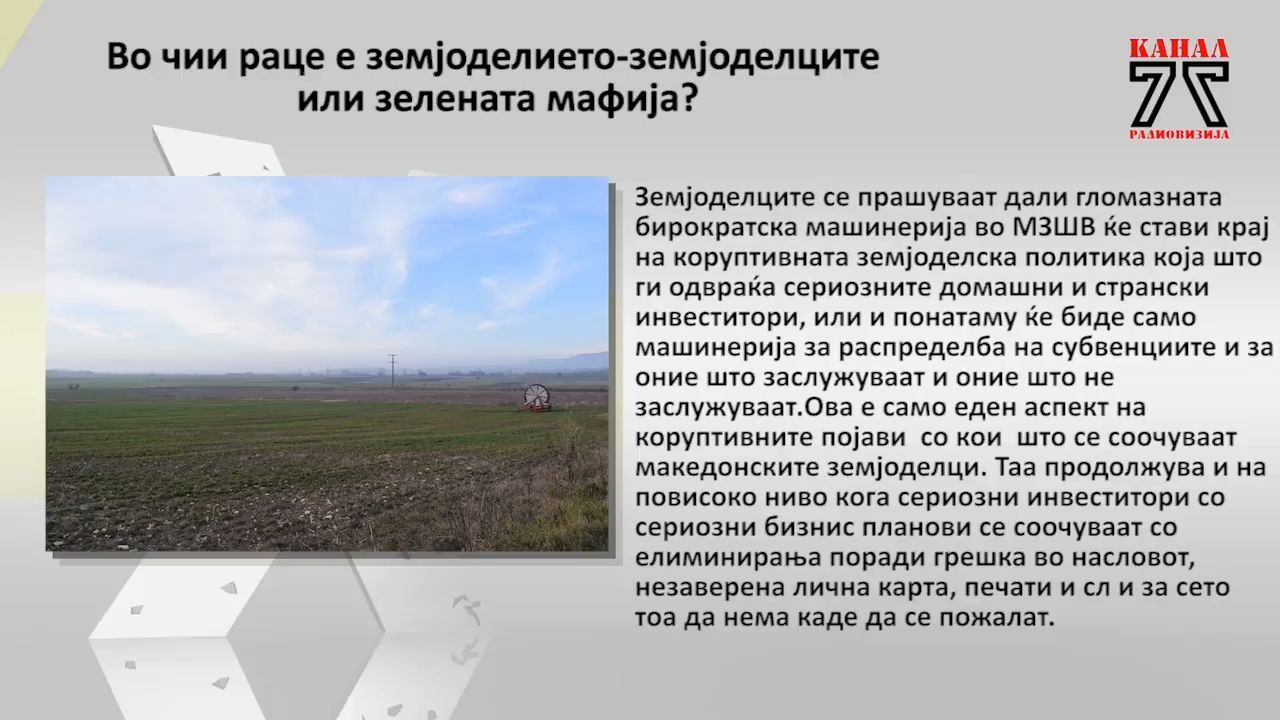 Во чии раце е земјоделието-земјоделците
или зелената мафија?
КАНАЛ
77
РАДИОВИЗИЈА
Земјоделците се прашуваат дали гломазната
бирократска машинерија во МЗШВ ќе стави крај
на коруптивната земјоделска политика која што
ги одвраќа сериозните домашни и странски
инвеститори, или и понатаму ќе биде само
машинерија за распределба на субвенциите и за
оние што заслужуваат и оние што не
заслужуваат.Ова е само еден аспект на
коруптивните појави  со кои  што се соочуваат
македонските земјоделци. Таа продолжува и на
повисоко ниво кога сериозни инвеститори со
сериозни бизнис планови се соочуваат со
елиминирања поради грешка во насловот,
незаверена лична карта, печати и сл и за сето
тоа да нема каде да се пожалат.